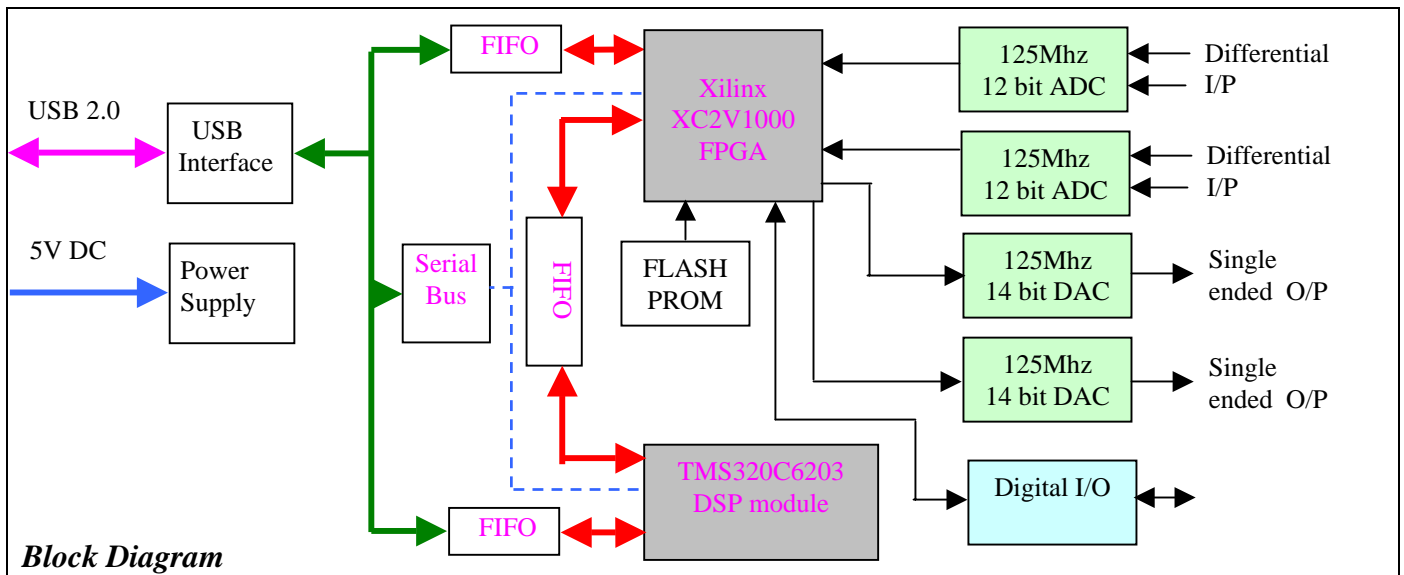 USB 2.0
5V DC
USB
Interface
Power
Supply
FIFO
Serial
Bus
FIFO
FIFO
Xilinx
XC2V1000
FPGA
FLASH
PROM
TMS320C6203
DSP module
125Mhz
12 bit ADC
Differential
I/P
125Mhz
12 bit ADC
Differential
I/P
125Mhz
14 bit DAC
Single
ended O/P
125Mhz
14 bit DAC
Single
ended O/P
Digital I/O
Block Diagram